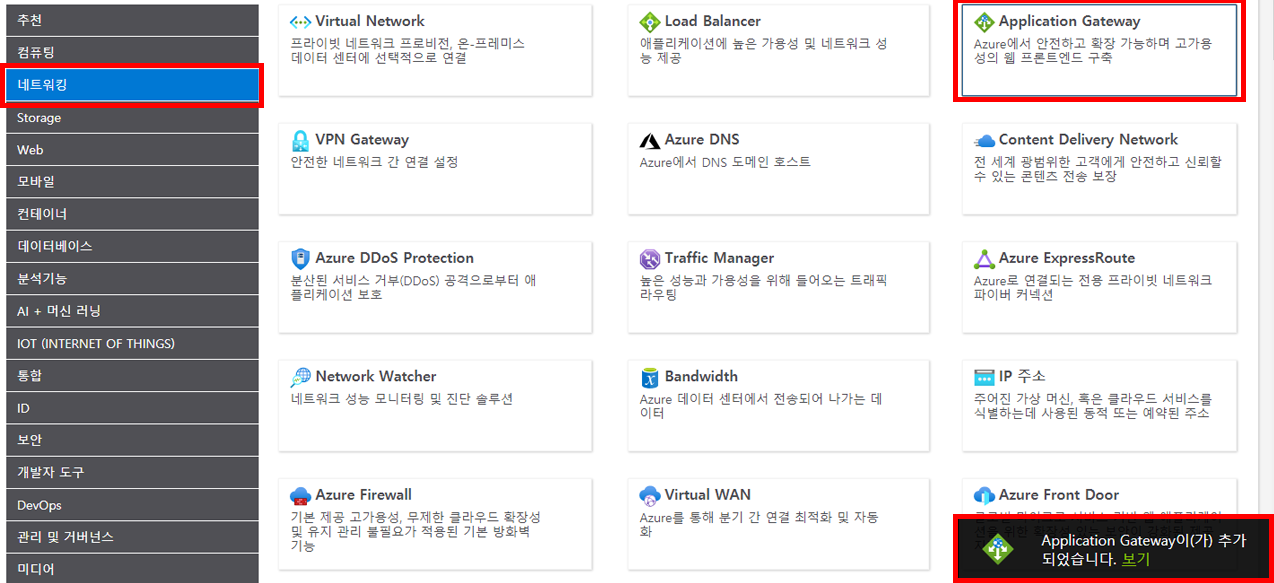 추천
컴퓨팅
네트워킹
Storage
Web
모바일
컨테이너
데이터베이스
분석기능
AI + 머신 러닝
IOT (INTERNET OF THINGS)
통합
ID
보안
개발자 도구
DevOps
관리 및 거버넌스
미디어
Virtual Network
프라이빗 네트워크 프로비전, 온-프레미스
데이터 센터에 선택적으로 연결
Load Balancer
애플리케이션에 높은 가용성 및 네트워크 성
능 제공
Application Gateway
Azure에서 안전하고 확장 가능하며 고가용
성의 웹 프론트엔드 구축
VPN Gateway
안전한 네트워크 간 연결 설정
Azure DNS
Azure에서 DNS 도메인 호스트
Content Delivery Network
전 세계 광범위한 고객에게 안전하고 신뢰할
수 있는 콘텐츠 전송 보장
Azure DDoS Protection
분산된 서비스 거부(DDoS) 공격으로부터 애
플리케이션 보호
Traffic Manager
높은 성능과 가용성을 위해 들어오는 트래픽
라우팅
Azure ExpressRoute
Azure로 연결되는 전용 프라이빗 네트워크
파이버 커넥션
Network Watcher
네트워크 성능 모니터링 및 진단 솔루션
Bandwidth
Azure 데이터 센터에서 전송되어 나가는 데
이터
IP 주소
주어진 가상 머신, 혹은 클라우드 서비스를
식별하는데 사용된 동적 또는 예약된 주소
Azure Firewall
기본 제공 고가용성, 무제한 클라우드 확장성
및 유지 관리 불필요가 적용된 기본 방화벽
기능
Virtual WAN
Azure를 통해 분기 간 연결 최적화 및 자동
화
Azure Front Door
Application Gateway이(가) 추가
되었습니다. 보기